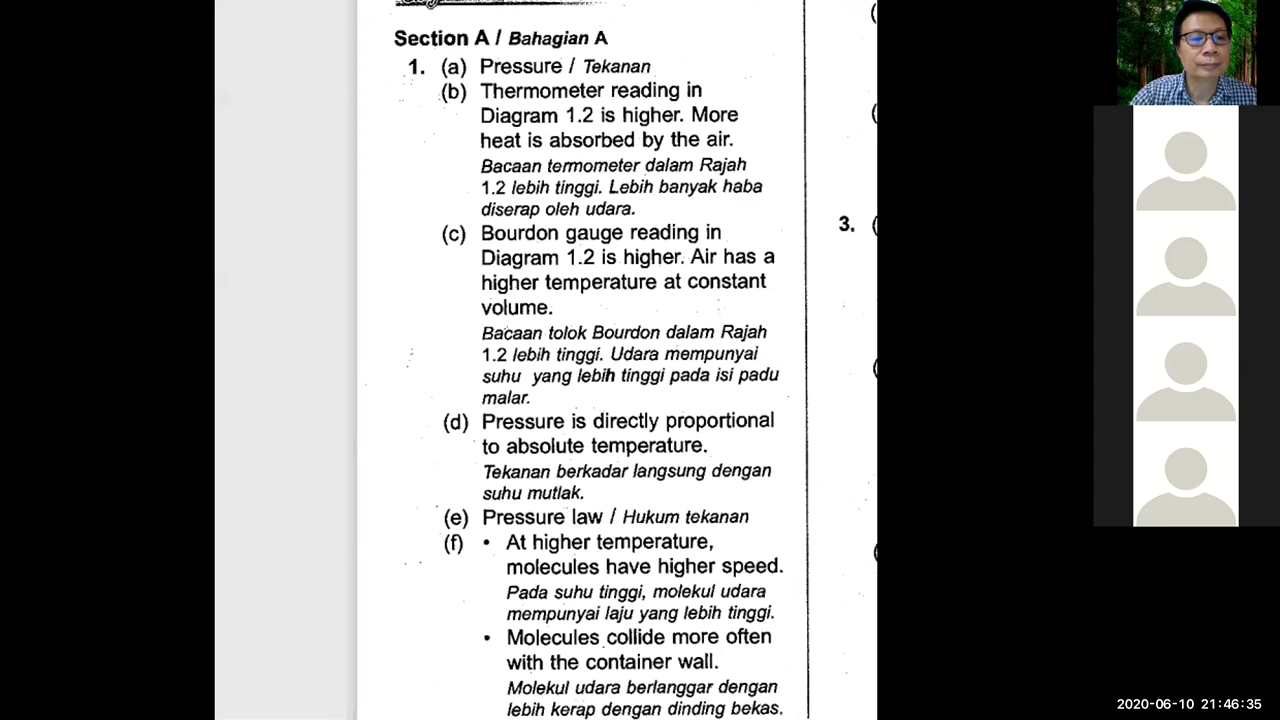 Section A / Bahagian A
1. (a) Pressure / Tekanan
(b) Thermometer reading in
Diagram 1.2 is higher. More
heat is absorbed by the air.
Bacaan termometer dalam Rajah
1.2 lebih tinggi. Lebih banyak haba
diserap oleh udara.
(c) Bourdon gauge reading in
Diagram 1.2 is higher. Air has a
higher temperature at constant
volume.
Bacaan tolok Bourdon dalam Rajah
1.2 lebih tinggi. Udara mempunyai
suhu yang lebih tinggi pada isi padu
malar.
(d) Pressure is directly proportional
to absolute temperature.
Tekanan berkadar langsung dengan
suhu mutlak.
(e) Pressure law / Hukum tekanan
(f) • At higher temperature,
molecules have higher speed.
Pada suhu tinggi, molekul udara
mempunyai laju yang lebih tinggi.
• Molecules collide more often
with the container wall.
Molekul udara berlanggar dengan
lebih kerap dengan dinding bekas.
3.
2020-06-10 21:46:35